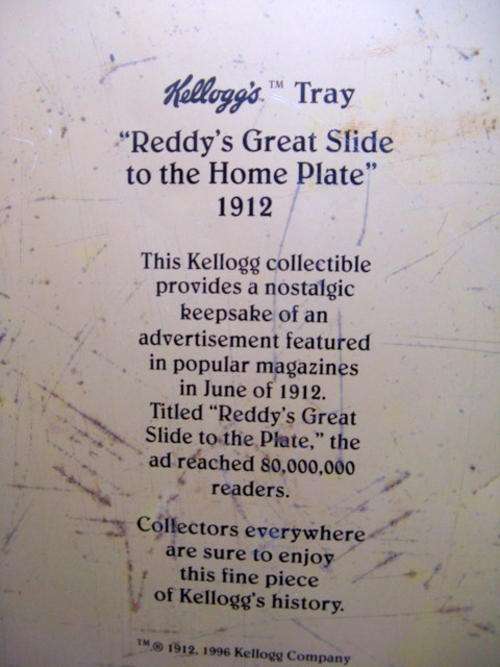 Kellogg's™ Tray
"Reddy's Great Slide
to the Home Plate"
1912
This Kellogg collectible
provides a nostalgic
keepsake of an
advertisement featured
in popular magazines
in June of 1912.
Titled "Reddy's Great
Slide to the Plate," the
ad reached 80,000,000
readers.
Collectors everywhere
are sure to enjoy
this fine piece
of Kellogg's history.
™,® 1912, 1996 Kellogg Company